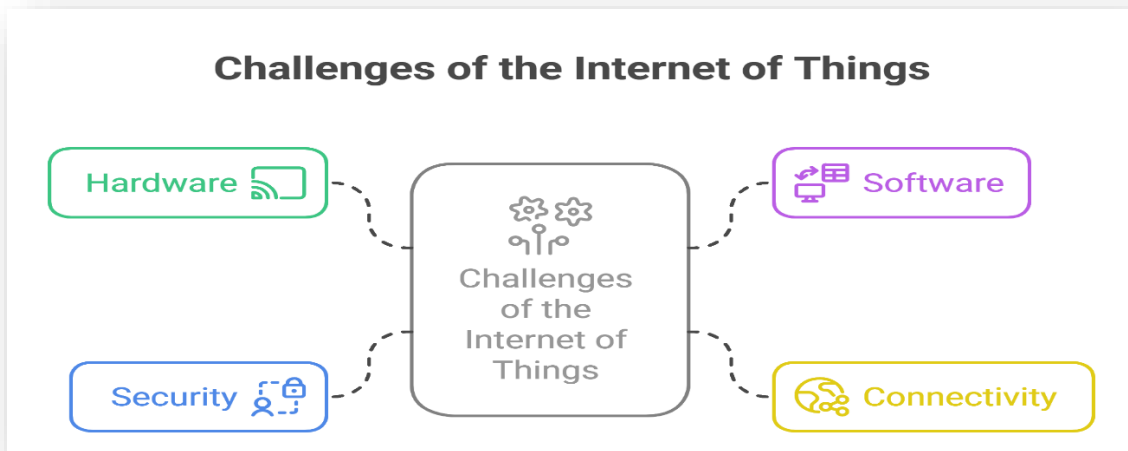 Challenges of the Internet of Things
Hardware
Software
Challenges
of the
Internet of
Things
Security
Connectivity